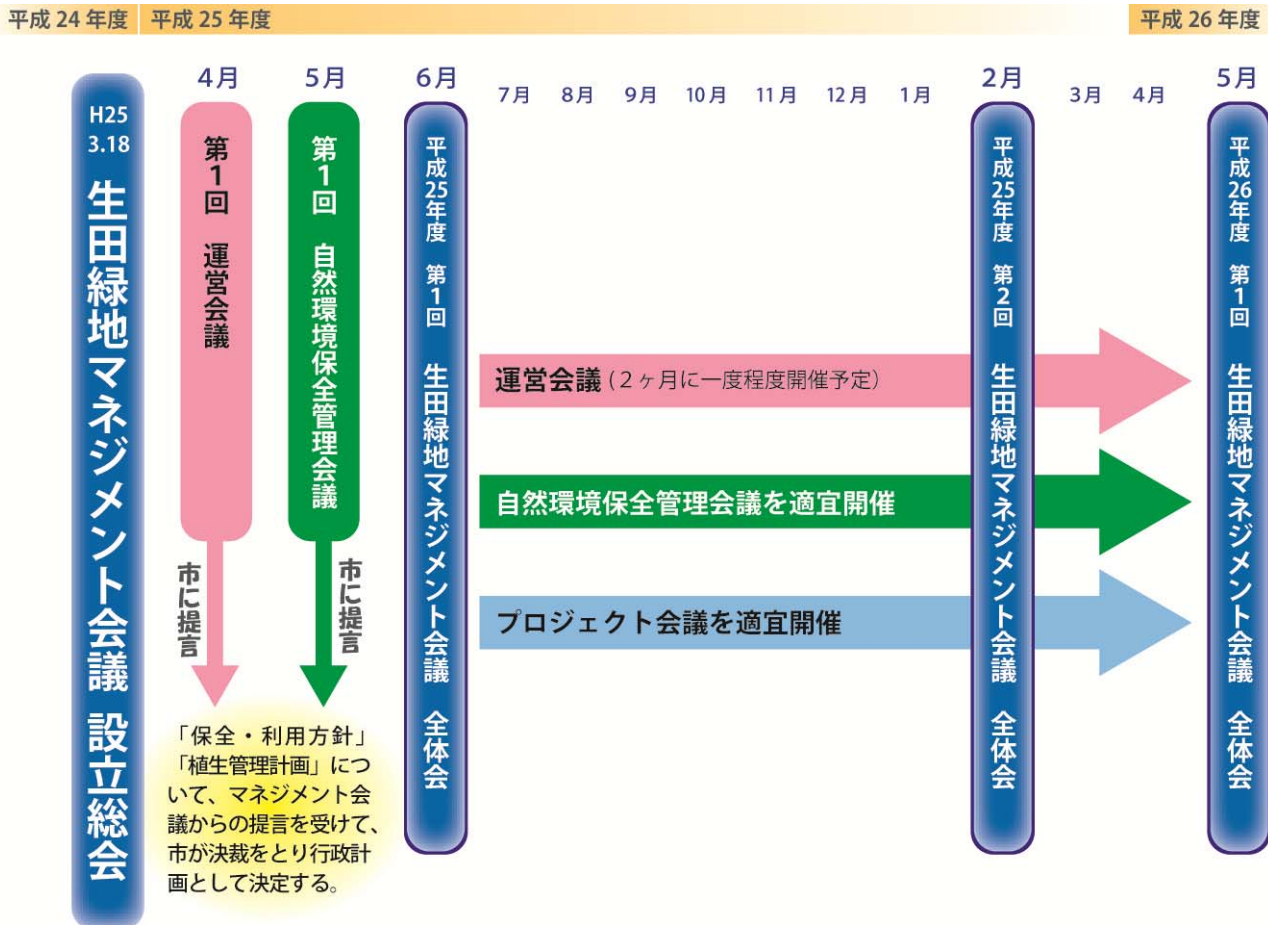 平成 24 年度
平成 25 年度
平成 26 年度
H25
3.18
生田緑地マネジメント会議 設立総会
4月
第1回 運営会議
市に提言
5月
第1回 自然環境保全管理会議
市に提言
「保全・利用方針」
「植生管理計画」につ
いて、マネジメント会
議からの提言を受けて、
市が決裁をとり行政計
画として決定する。
6月
平成25年度 第1回 生田緑地マネジメント会議 全体会
7月
8月
9月
10月
11月
12月
1月
運営会議(2ヶ月に一度程度開催予定)
自然環境保全管理会議を適宜開催
プロジェクト会議を適宜開催
2月
平成25年度 第2回 生田緑地マネジメント会議 全体会
3月
4月
5月
平成26年度 第1回 生田緑地マネジメント会議 全体会